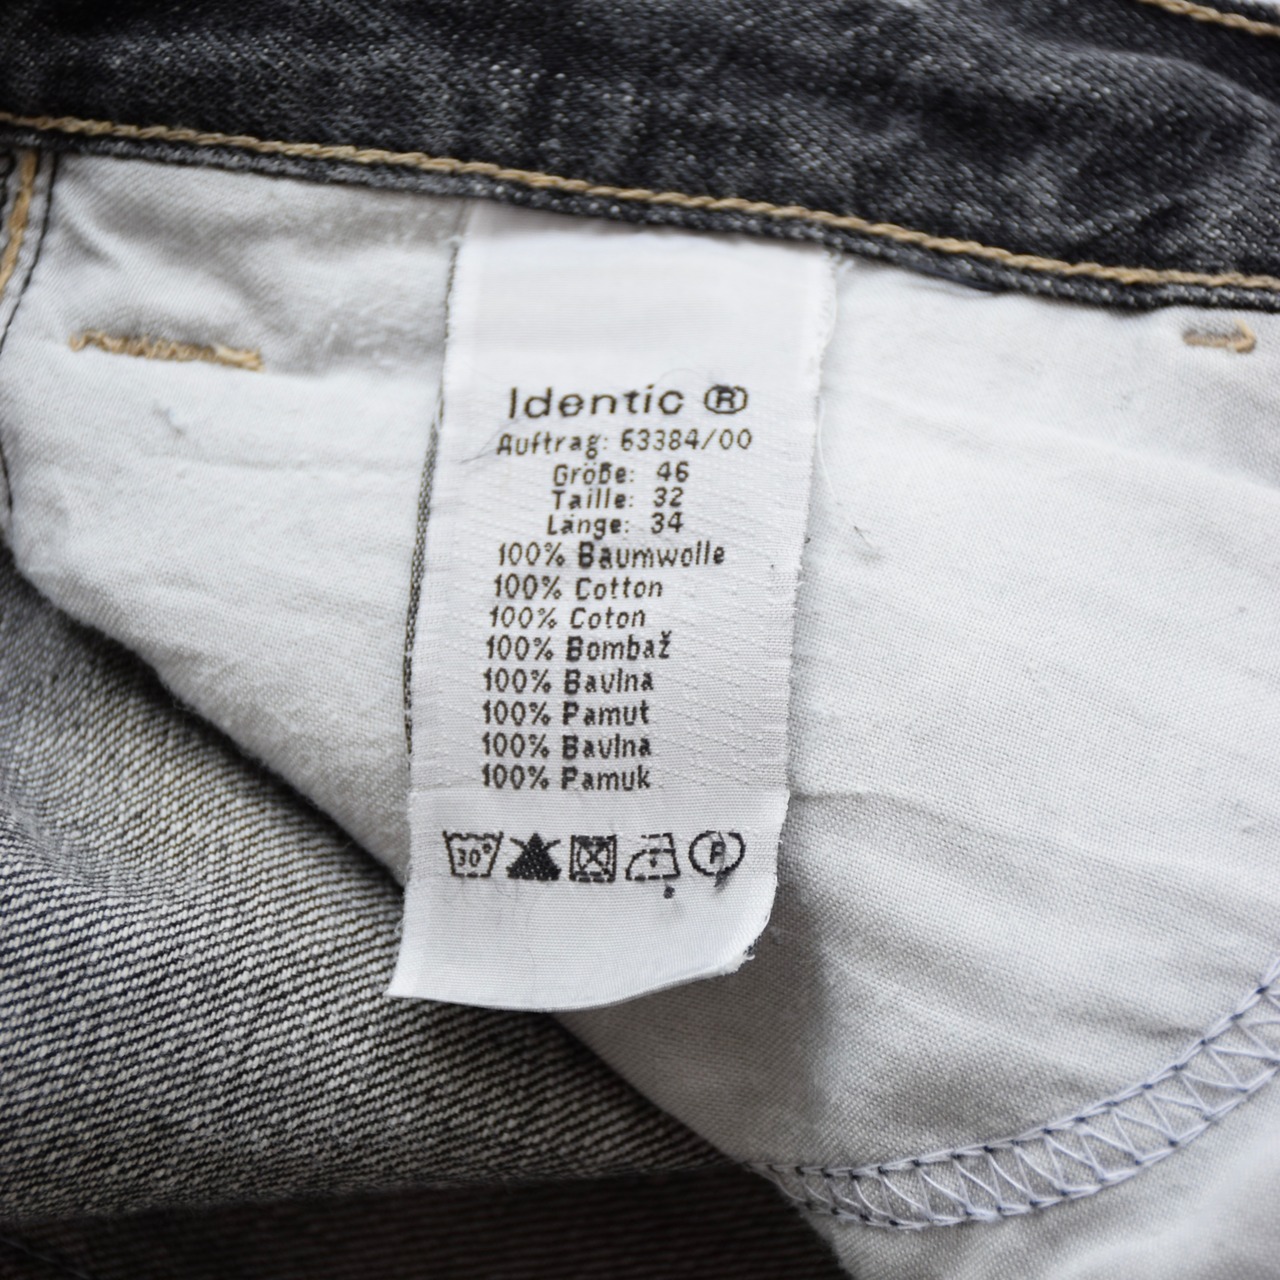 Identic ®
Auftrag: 63384/00
Größe: 46
Taille: 32
Länge: 34
100% Baumwolle
100% Cotton
100% Coton
100% Bombaž
100% Bavlna
100% Pamut
100% Bavlna
100% Pamuk
30° P